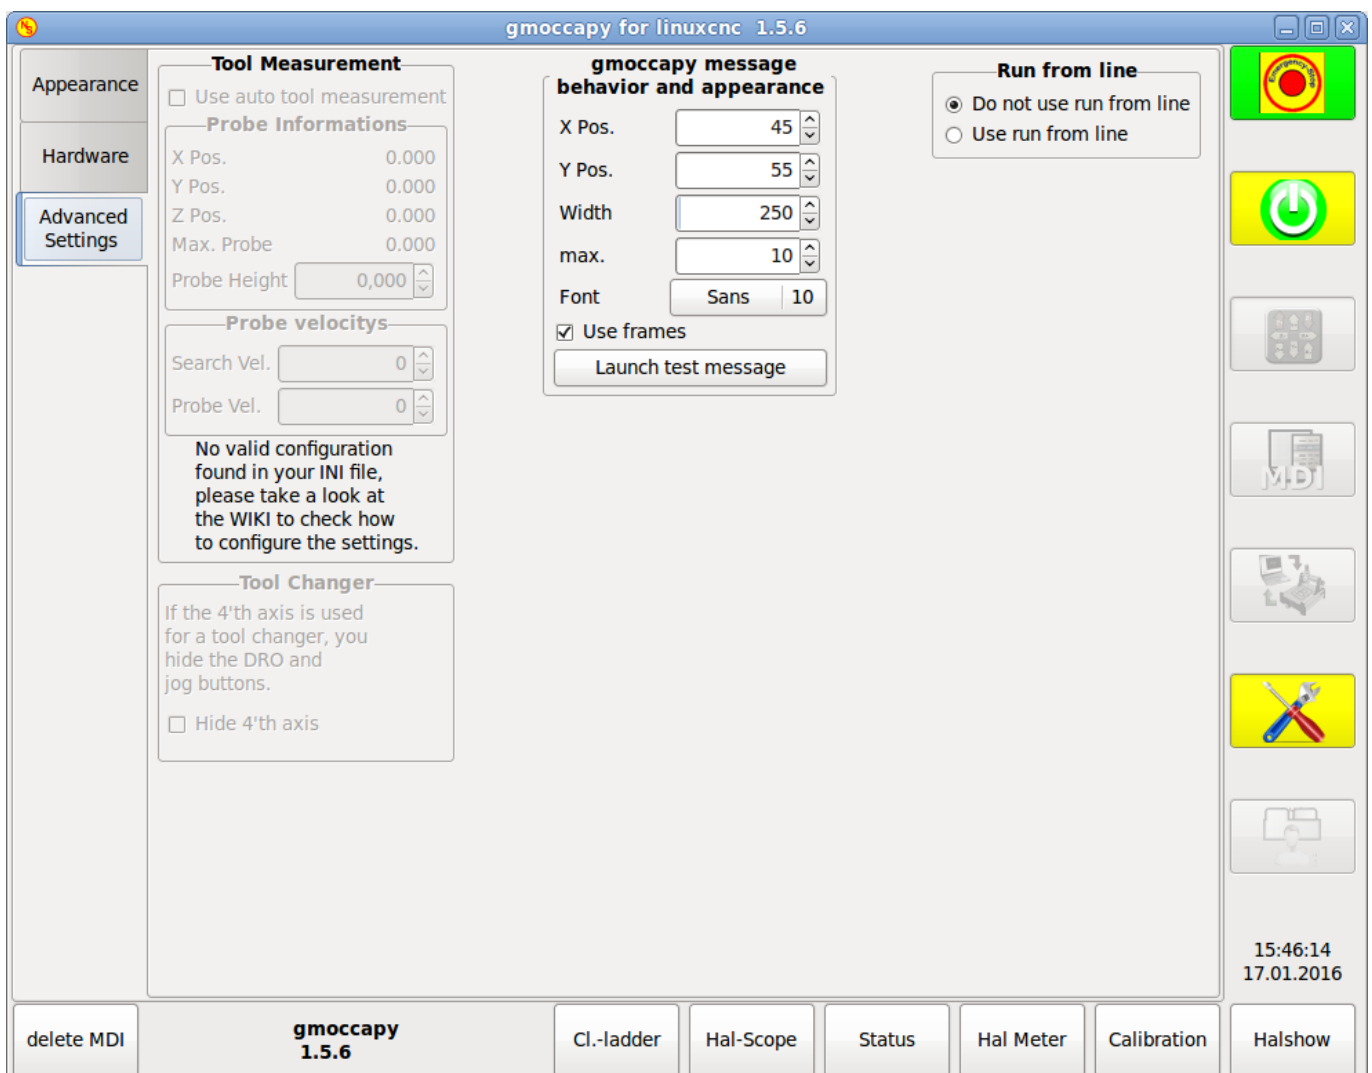 gmoccapy for linuxcnc 1.5.6
Appearance
Hardware
Advanced
Settings
Tool Measurement
Use auto tool measurement
Probe Informations
X Pos. 0.000
Y Pos. 0.000
Z Pos. 0.000
Max. Probe 0.000
Probe Height 0,000
Probe velocitys
Search Vel. 0
Probe Vel. 0
No valid configuration
found in your INI file,
please take a look at
the WIKI to check how
to configure the settings.
Tool Changer
If the 4'th axis is used
for a tool changer, you
hide the DRO and
jog buttons.
Hide 4'th axis
gmoccapy message
behavior and appearance
X Pos. 45
Y Pos. 55
Width 250
max. 10
Font Sans 10
Use frames
Launch test message
Run from line
Do not use run from line
Use run from line
Emergency-Stop
MDI
15:46:14
17.01.2016
delete MDI
gmoccapy
1.5.6
Cl.-ladder
Hal-Scope
Status
Hal Meter
Calibration
Halshow